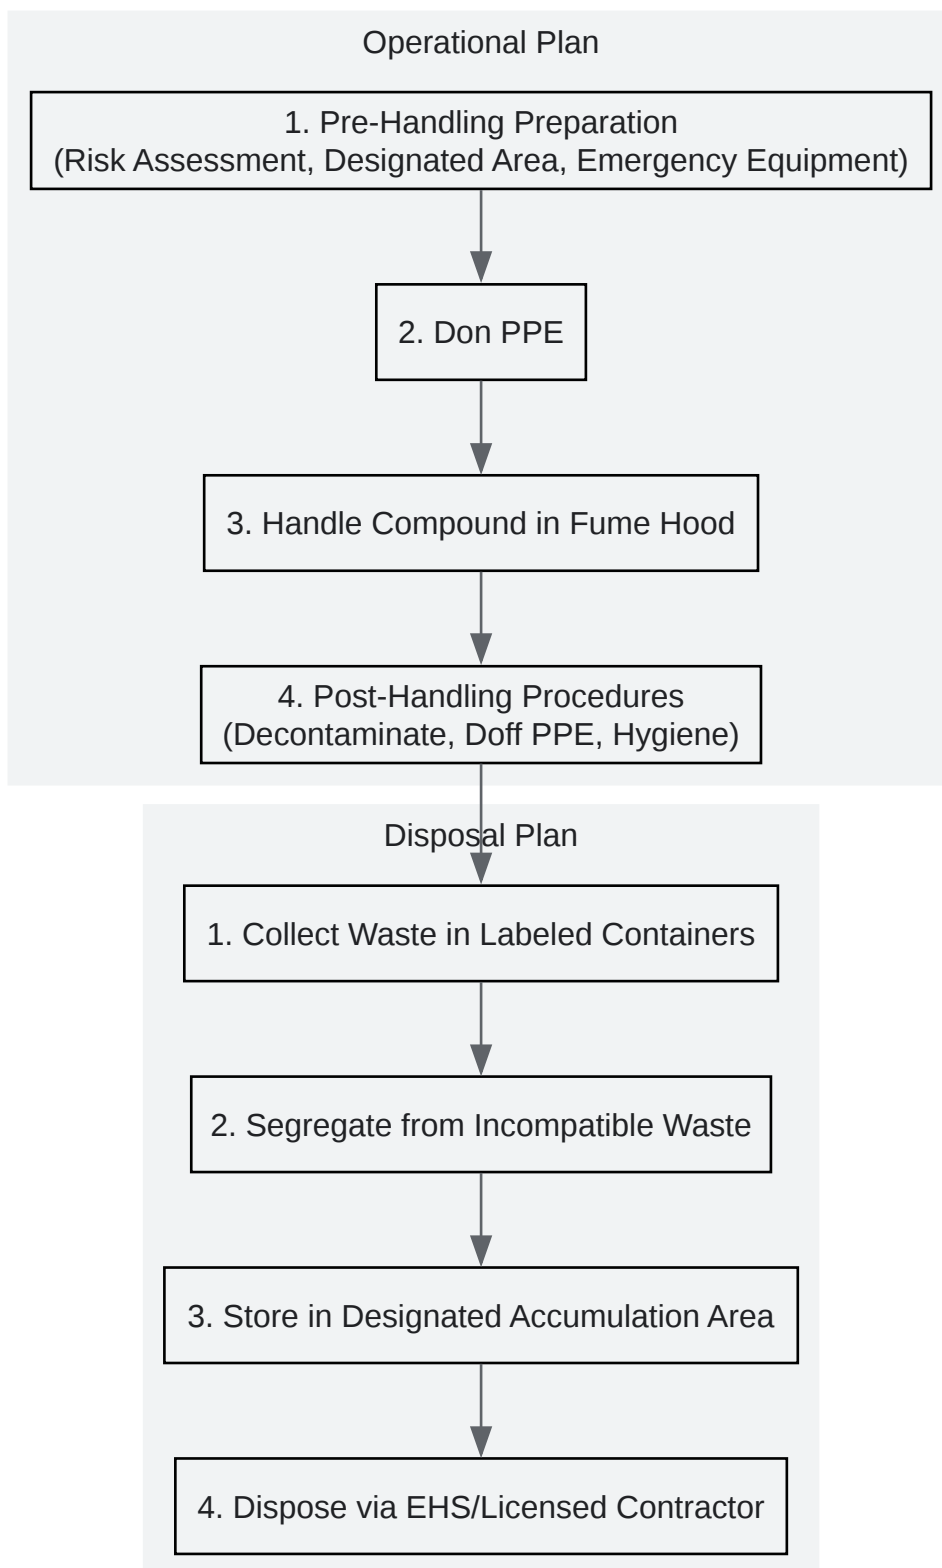 Operational Plan
1. Pre-Handling Preparation
(Risk Assessment, Designated Area, Emergency Equipment)
2. Don PPE
3. Handle Compound in Fume Hood
4. Post-Handling Procedures
(Decontaminate, Doff PPE, Hygiene)
Disposal Plan
1. Collect Waste in Labeled Containers
2. Segregate from Incompatible Waste
3. Store in Designated Accumulation Area
4. Dispose via EHS/Licensed Contractor